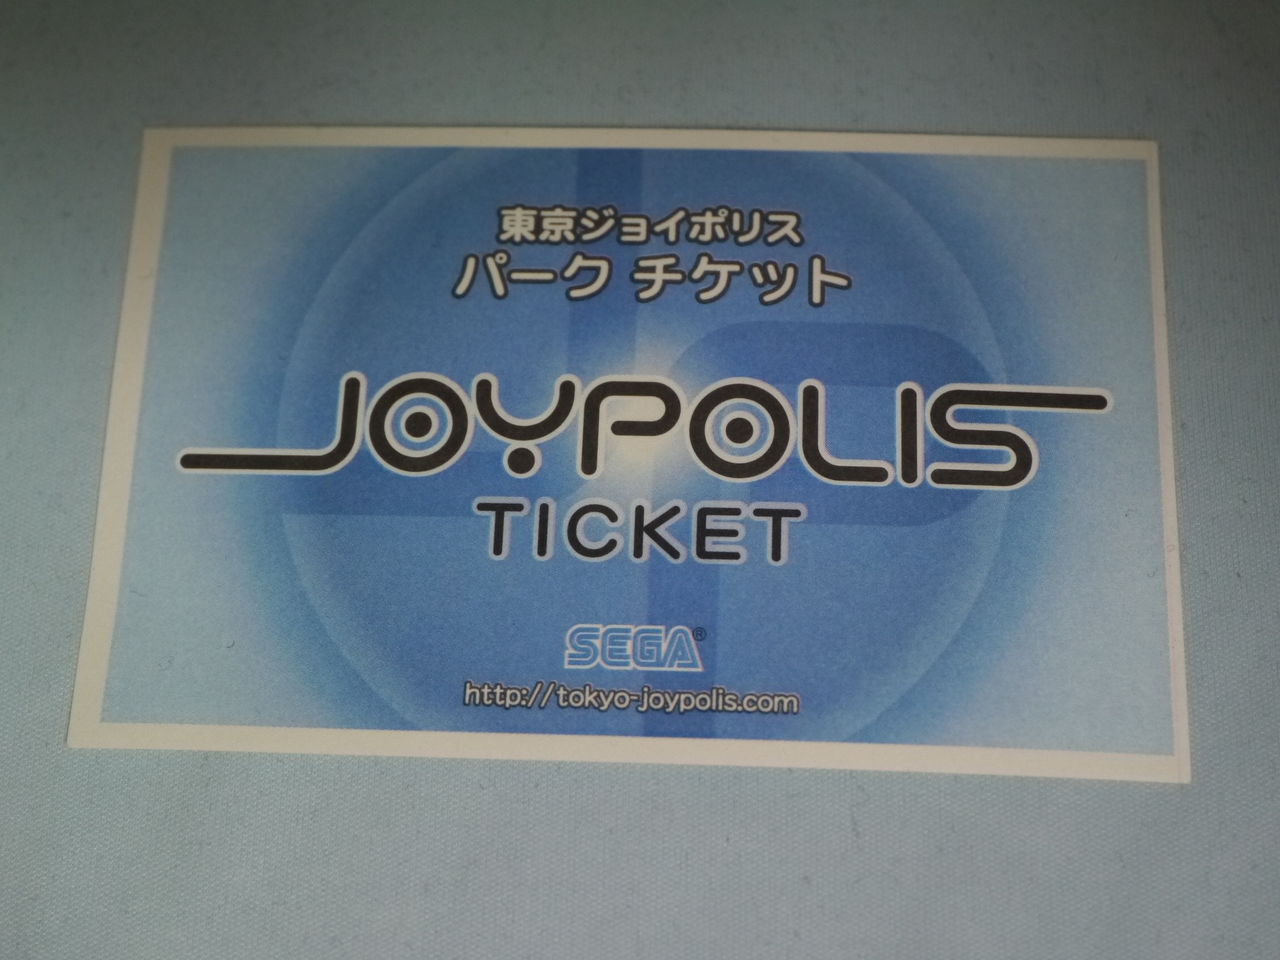 東京ジョイポリス
パーク チケット
JOYPOLIS
TICKET
SEGA®
http://tokyo-joypolis.com